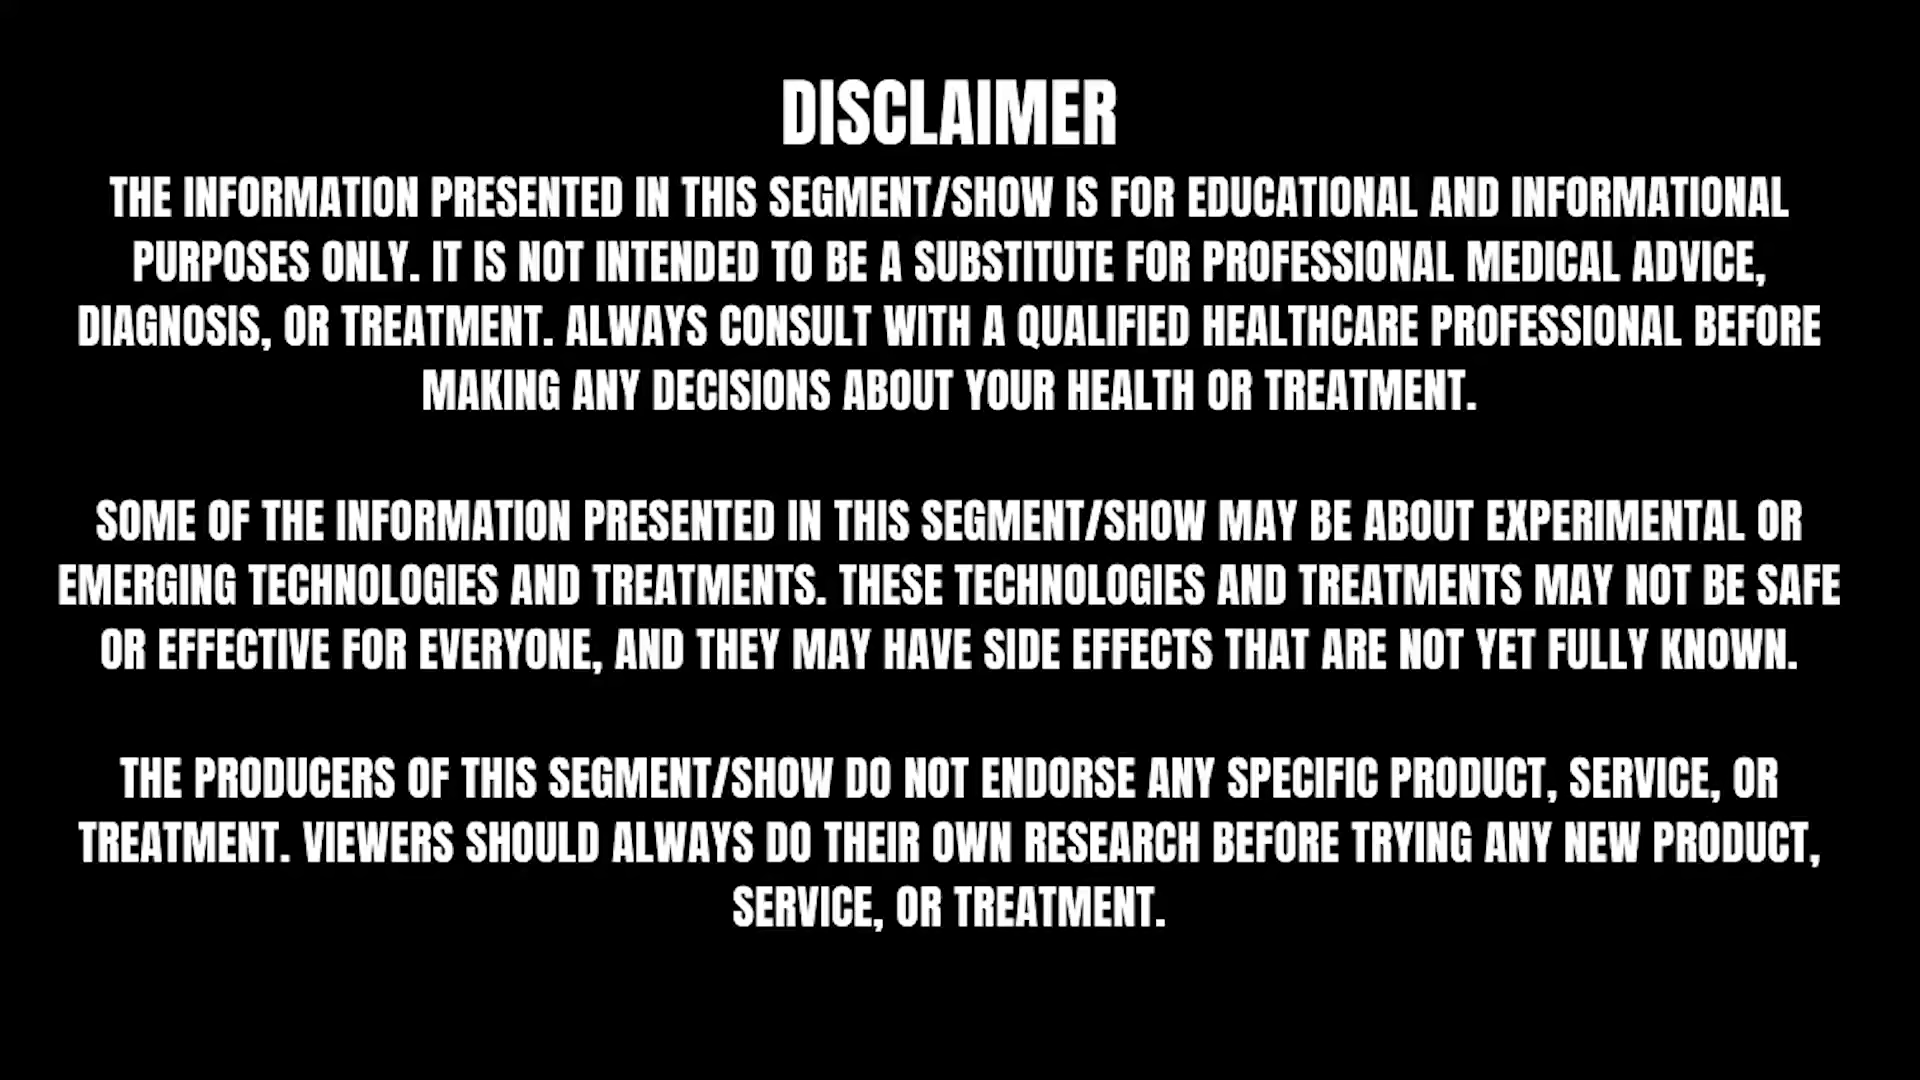 DISCLAIMER
THE INFORMATION PRESENTED IN THIS SEGMENT/SHOW IS FOR EDUCATIONAL AND INFORMATIONAL
PURPOSES ONLY. IT IS NOT INTENDED TO BE A SUBSTITUTE FOR PROFESSIONAL MEDICAL ADVICE,
DIAGNOSIS, OR TREATMENT. ALWAYS CONSULT WITH A QUALIFIED HEALTHCARE PROFESSIONAL BEFORE
MAKING ANY DECISIONS ABOUT YOUR HEALTH OR TREATMENT.
SOME OF THE INFORMATION PRESENTED IN THIS SEGMENT/SHOW MAY BE ABOUT EXPERIMENTAL OR
EMERGING TECHNOLOGIES AND TREATMENTS. THESE TECHNOLOGIES AND TREATMENTS MAY NOT BE SAFE
OR EFFECTIVE FOR EVERYONE, AND THEY MAY HAVE SIDE EFFECTS THAT ARE NOT YET FULLY KNOWN.
THE PRODUCERS OF THIS SEGMENT/SHOW DO NOT ENDORSE ANY SPECIFIC PRODUCT, SERVICE, OR
TREATMENT. VIEWERS SHOULD ALWAYS DO THEIR OWN RESEARCH BEFORE TRYING ANY NEW PRODUCT,
SERVICE, OR TREATMENT.